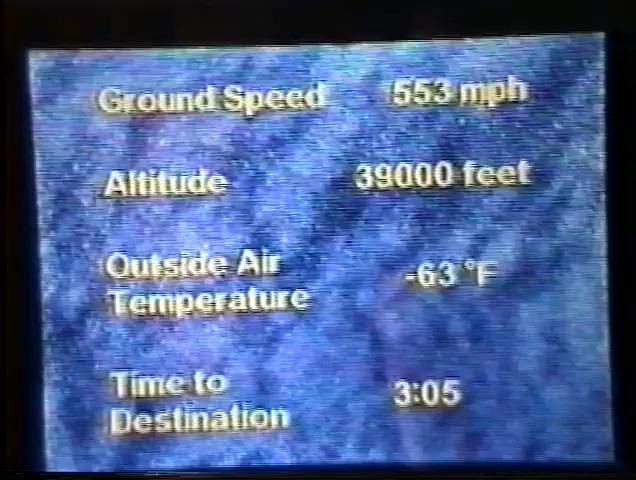 Ground Speed 553 mph
Altitude 39000 feet
Outside Air
Temperature -63 °F
Time to
Destination 3:05